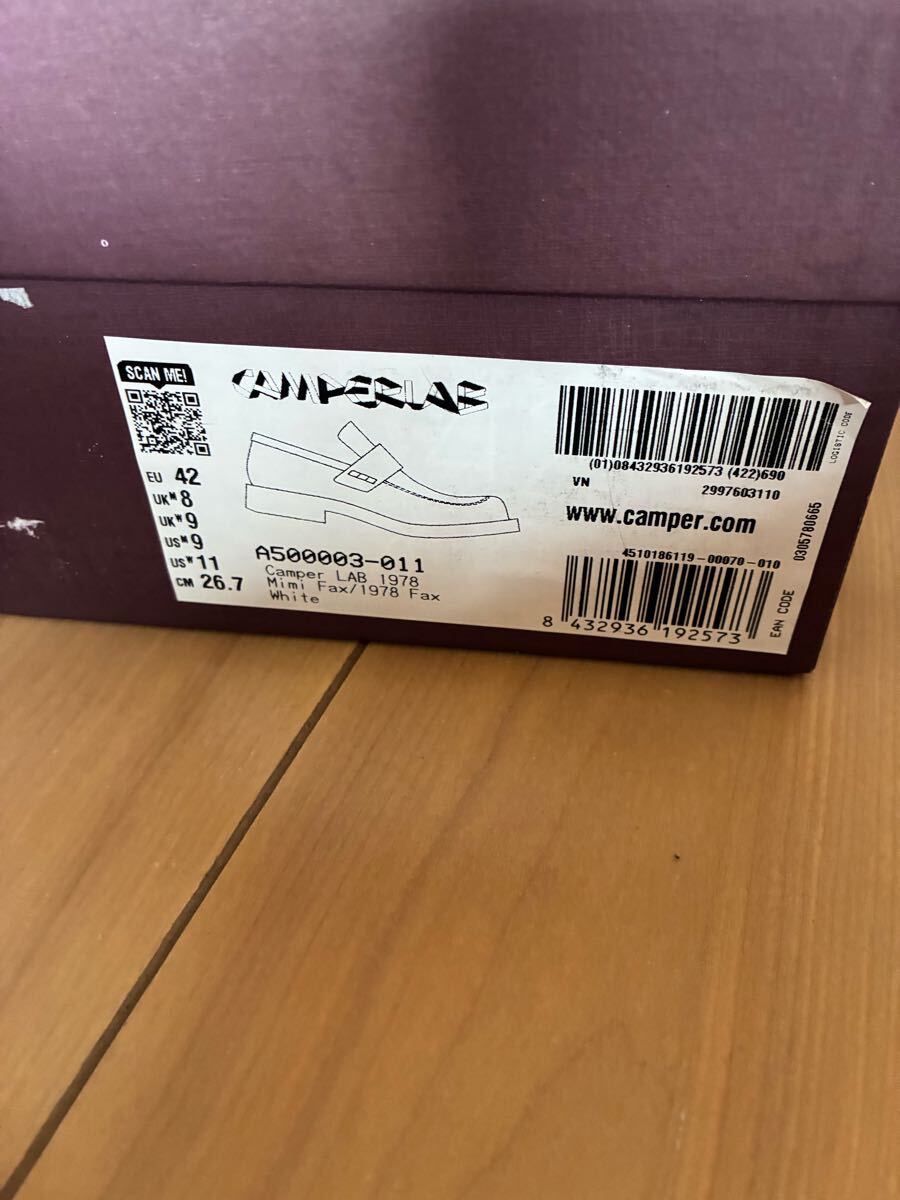 SCAN ME!
CAMPERLAB
EU 42
UK M 8
UK W 9
US M 9
US W 11
CM 26.7
A500003-011
Camper LAB 1978
Mimi Fax/1978 Fax
White
(01)08432936192573 (422)690
VN 2997603110
www.camper.com
4510186119-00070-010
8 432936 192573
LOGISTIC CODE
0305780665
EAN CODE